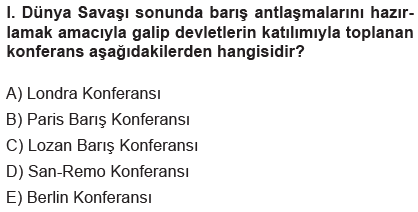 I. Dünya Savaşı sonunda barış antlaşmalarını hazır-
lamak amacıyla galip devletlerin katılımıyla toplanan
konferans aşağıdakilerden hangisidir?
A) Londra Konferansı
B) Paris Barış Konferansı
C) Lozan Barış Konferansı
D) San-Remo Konferansı
E) Berlin Konferansı